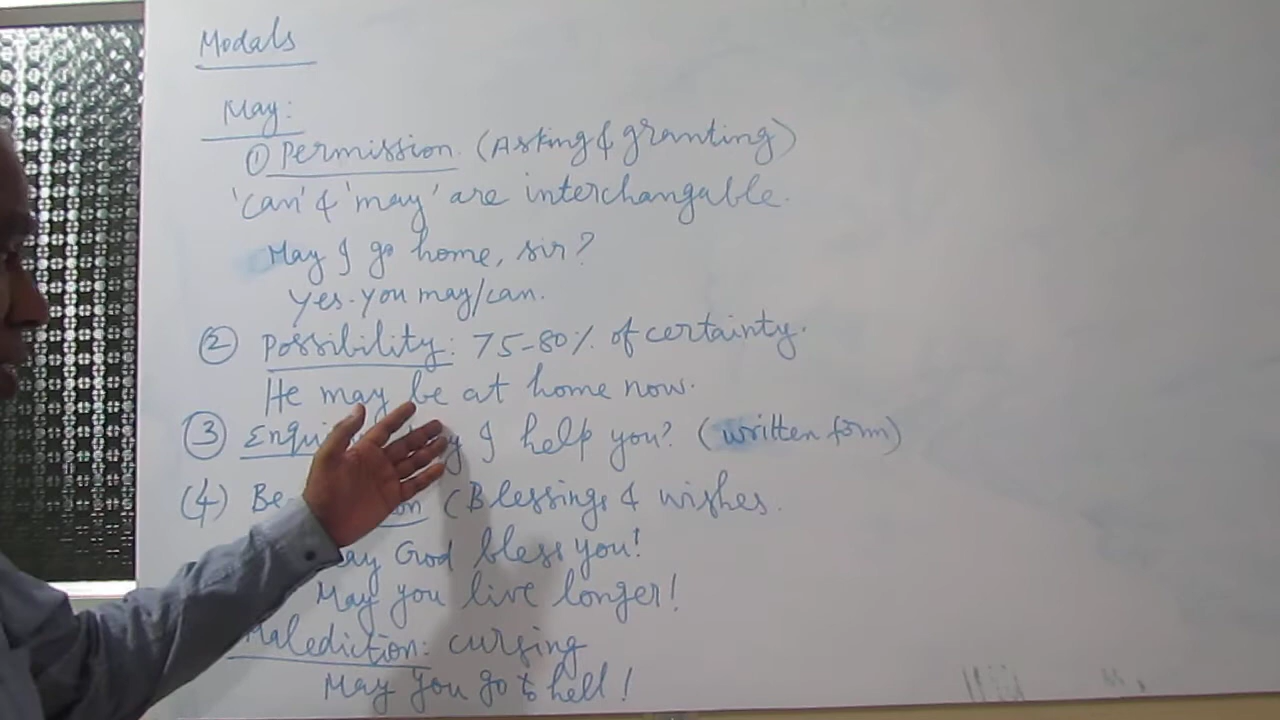 Modals
May:
① Permission. (Asking & granting)
'can' & 'may' are interchangable.
May I go home, sir?
Yes. You may/can.
② Possibility: 75-80% of certainty.
He may be at home now.
③ I help you? (written form)
(4) (Blessings & wishes.
God bless you!
May you live longer!
Malediction: cursing
May you go to hell!